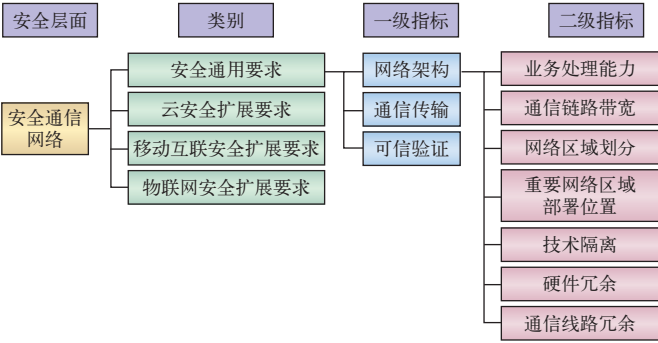 安全层面
类别
一级指标
二级指标
安全通信
网络
安全通用要求
云安全扩展要求
移动互联安全扩展要求
物联网安全扩展要求
网络架构
通信传输
可信验证
业务处理能力
通信链路带宽
网络区域划分
重要网络区域
部署位置
技术隔离
硬件冗余
通信线路冗余